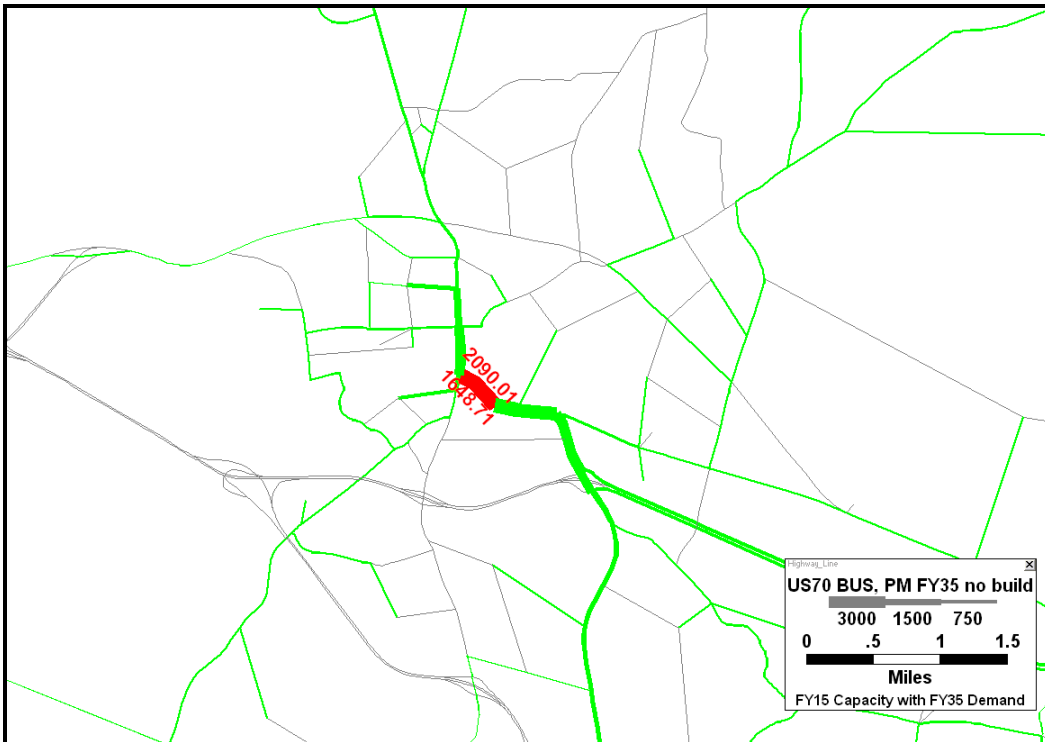 2090.01
1648.71
Highway_Line
US70 BUS, PM FY35 no build
3000 1500 750
0 .5 1 1.5
Miles
FY15 Capacity with FY35 Demand